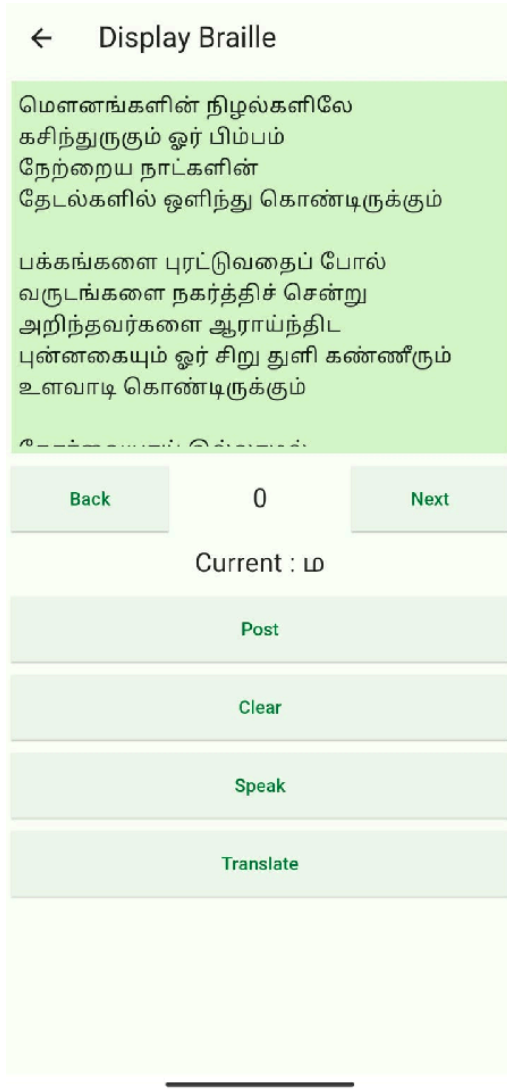 Display Braille
மௌனங்களின் நிழல்களிலே
கசிந்துருகும் ஓர் பிம்பம்
நேற்றைய நாட்களின்
தேடல்களில் ஒளிந்து கொண்டிருக்கும்
பக்கங்களை புரட்டுவதைப் போல்
வருடங்களை நகர்த்திச் சென்று
அறிந்தவர்களை ஆராய்ந்திட
புன்னகையும் ஓர் சிறு துளி கண்ணீரும்
உளவாடி கொண்டிருக்கும்
Back 0 Next
Current : ம
Post
Clear
Speak
Translate